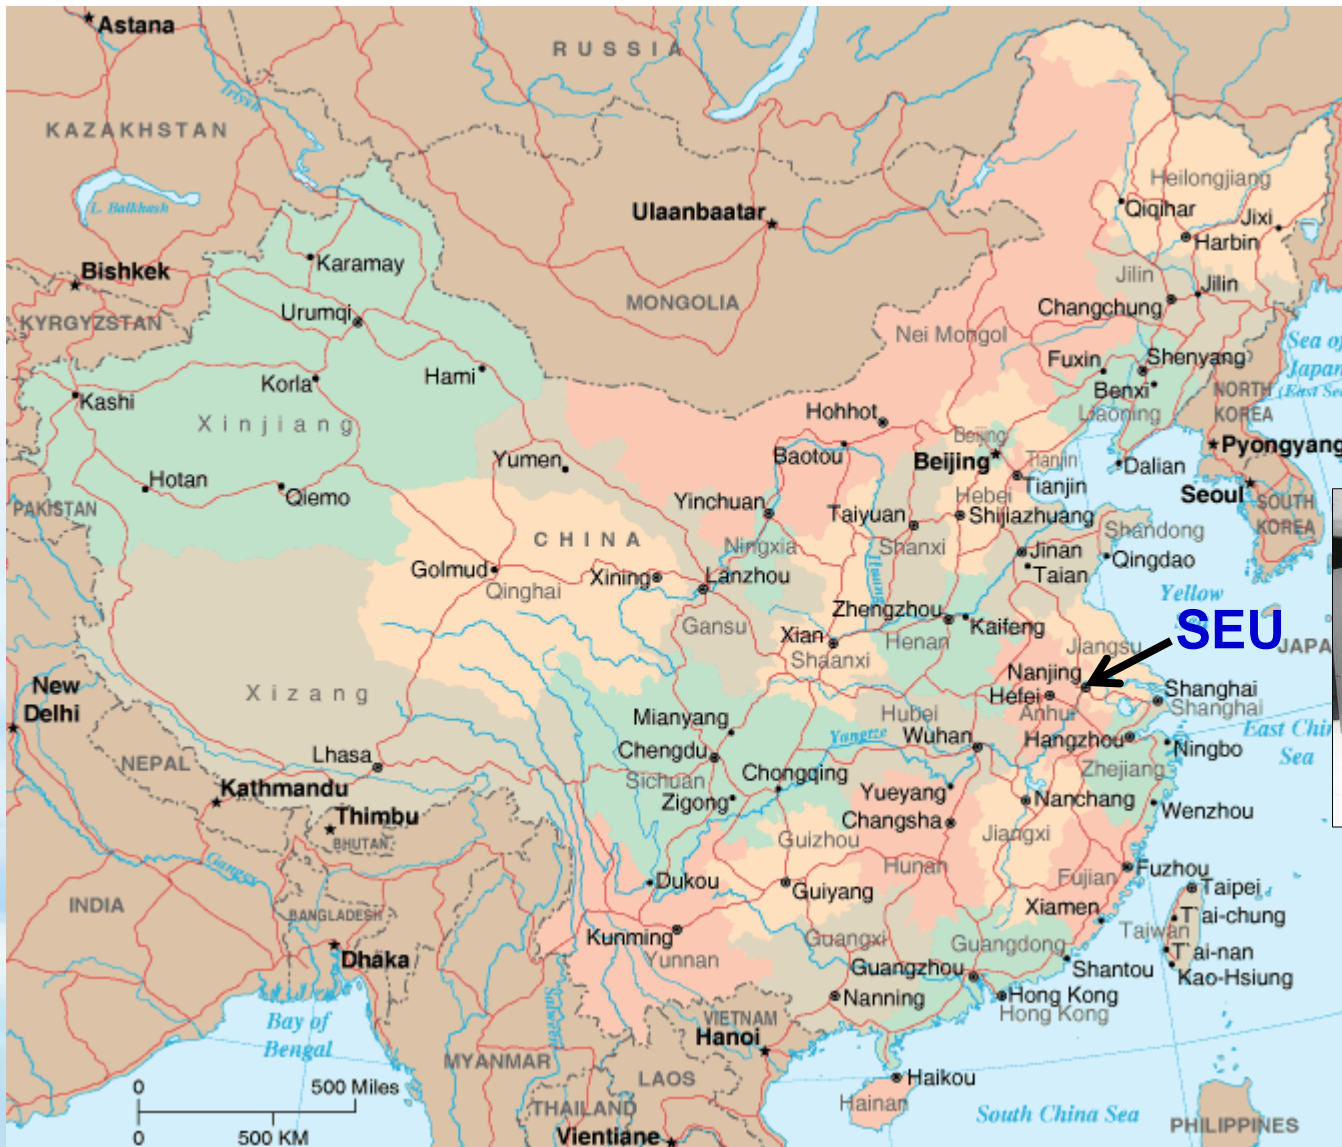 Astana
RUSSIA
Irtysh
KAZAKHSTAN
L. Balkhash
Heilongjiang
Ulaanbaatar
Qiqihar
Jixi
Harbin
Karamay
Bishkek
Jilin
Jilin
MONGOLIA
Changchung
Urumqi
KYRGYZSTAN
Nei Mongol
Sea of
Japan
(East Sea
Fuxin
Shenyang
Hami
Korla
Benxi
NORTH
KOREA
Kashi
Hohhot
Liaoning
Xinjiang
Beijing
Pyongyang
Baotou
Beijing
Tianjin
Yumen
Dalian
Hotan
Tianjin
Qiemo
Seoul
Hebei
Yinchuan
SOUTH
KOREA
PAKISTAN
Taiyuan
Shijiazhuang
Shandong
CHINA
Ningxia
Shanxi
Jinan
Qingdao
Golmud
Xining
Lanzhou
Taian
Qinghai
Huang
Yellow
Zhengzhou
Kaifeng
Gansu
SEU
Xian
Henan
Jiangsu
JAPA
Shaanxi
Nanjing
New
Delhi
Xizang
Hefei
Shanghai
Shanghai
Mianyang
Hubei
Anhui
Yangtze
Wuhan
Hangzhou
East Chin
Sea
Lhasa
Chengdu
Ningbo
NEPAL
Sichuan
Chongqing
Zhejiang
Kathmandu
Zigong
Yueyang
Nanchang
Wenzhou
Thimbu
Changsha
BHUTAN
Guizhou
Jiangxi
Ganges
Hunan
Fujian
Fuzhou
Dukou
Guiyang
Taipei
INDIA
BANGLADESH
Xiamen
T'ai-chung
Kunming
Guangxi
Guangdong
Taiwan
Dhaka
Yunnan
T'ai-nan
Guangzhou
Shantou
Kao-Hsiung
Salween
Nanning
Hong Kong
Hong Kong
Bay of
Bengal
VIETNAM
Hanoi
MYANMAR
LAOS
Haikou
0 500 Miles
Hainan
THAILAND
South China Sea
PHILIPPINES
0 500 KM
Vientiane